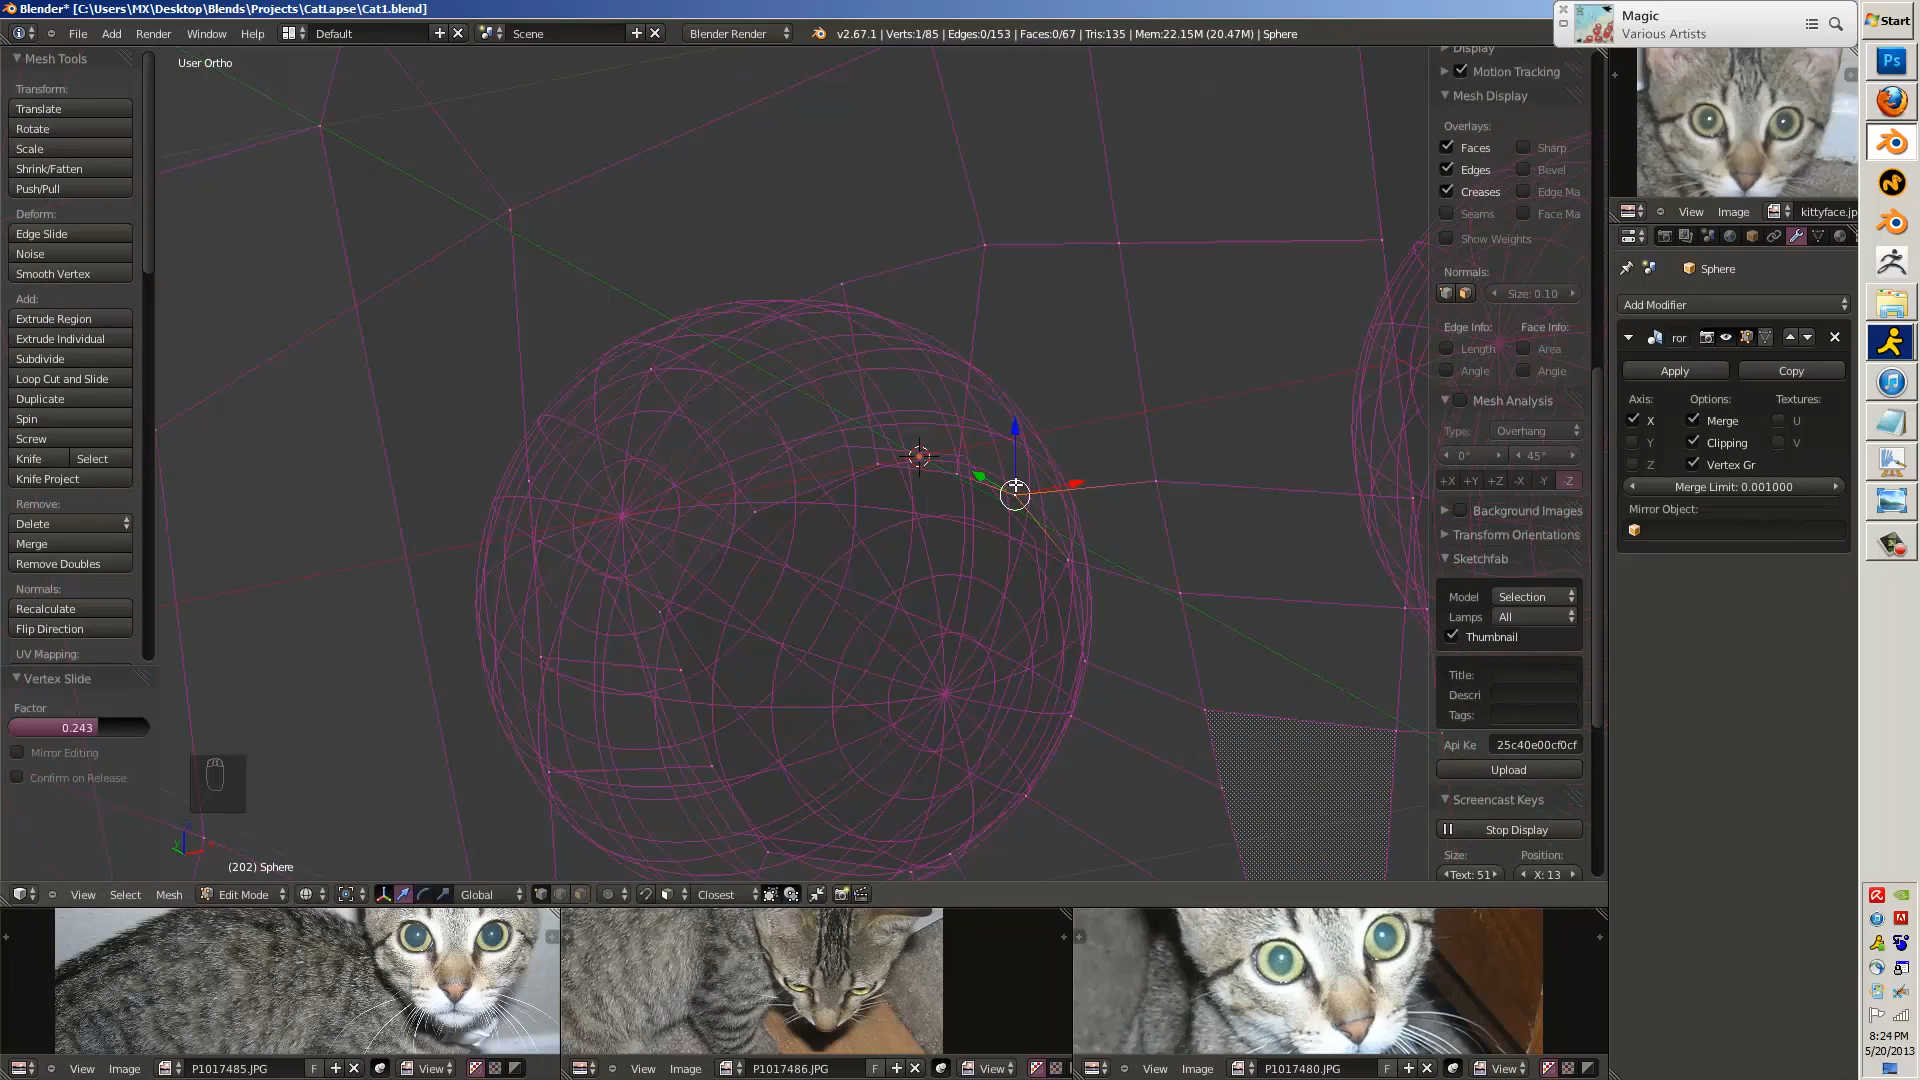 Blender* [C:\Users\MX\Desktop\Blends\Projects\CatLapse\Cat1.blend]
File Add Render Window Help Default Scene Blender Render v2.67.1 | Verts:1/85 | Edges:0/153 | Faces:0/67 | Tris:135 | Mem:22.15M (20.47M) | Sphere
Magic
Various Artists
Start
Mesh Tools
Transform:
Translate
Rotate
Scale
Shrink/Fatten
Push/Pull
Deform:
Edge Slide
Noise
Smooth Vertex
Add:
Extrude Region
Extrude Individual
Subdivide
Loop Cut and Slide
Duplicate
Spin
Screw
Knife Select
Knife Project
Remove:
Delete
Merge
Remove Doubles
Normals:
Recalculate
Flip Direction
UV Mapping:
Vertex Slide
Factor
0.243
Mirror Editing
Confirm on Release
User Ortho
(202) Sphere
z
y
Display
Motion Tracking
Mesh Display
Overlays:
Faces Sharp
Edges Bevel
Creases Edge Ma
Seams Face Ma
Show Weights
Normals:
Size: 0.10
Edge Info: Face Info:
Length Area
Angle Angle
Mesh Analysis
Type: Overhang
0° 45°
+X +Y +Z -X -Y -Z
Background Images
Transform Orientations
Sketchfab
Model Selection
Lamps All
Thumbnail
Title:
Descri
Tags:
Api Ke 25c40e00cf0cf
Upload
Screencast Keys
Stop Display
Size: Position:
Text: 51 X: 13
View Image kittyface.jp
Sphere
Add Modifier
ror
Apply Copy
Axis: Options: Textures:
X Merge U
Y Clipping V
Z Vertex Gr
Merge Limit: 0.001000
Mirror Object:
Ps
View Select Mesh Edit Mode Global Closest
View Image P1017485.JPG F View
View Image P1017486.JPG F View
View Image P1017480.JPG F View
8:24 PM
5/20/2013